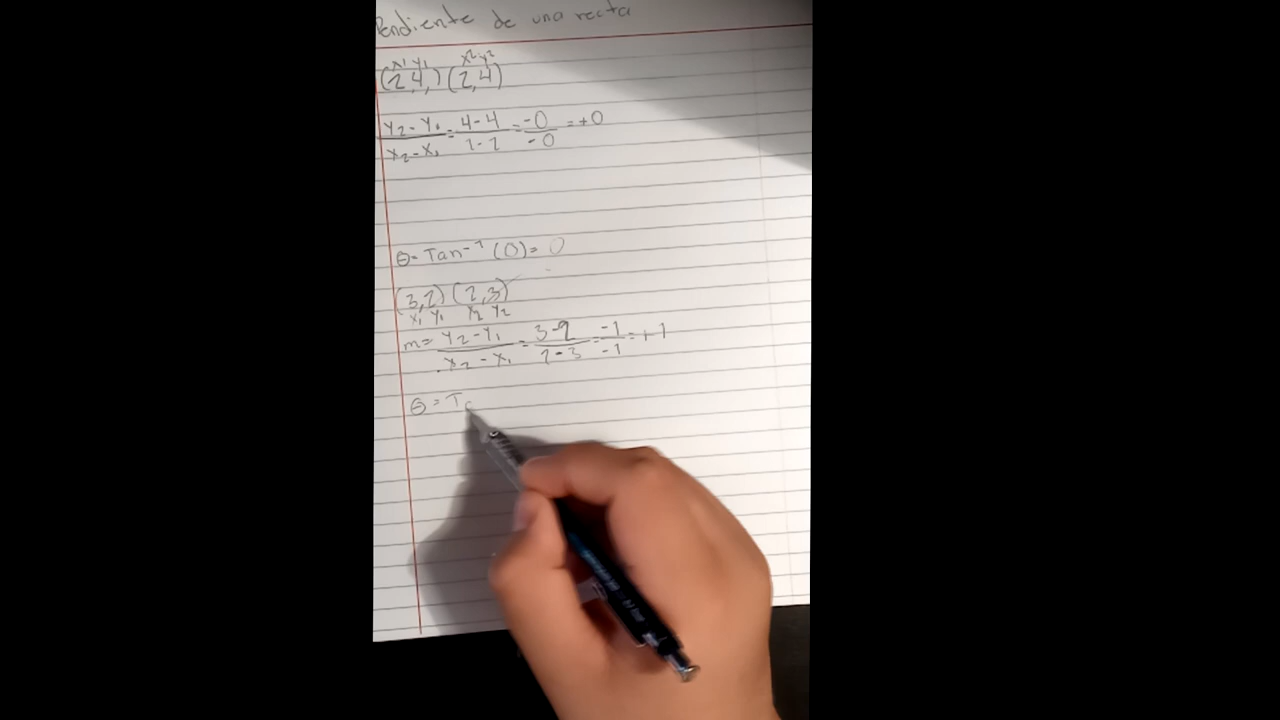 Pendiente de una recta
x1 y1 x2 y2
(2,4,) (2,4)
y2-y1/x2-x1 = 4-4/2-2 = -0/-0 = +0
θ= Tan-1 (0)= 0
(3,2) (2,3)
x1 y1 x2 y2
m= y2-y1/x2-x1 = 3-2/2-3 = -1/-1 = +1
θ = Ta